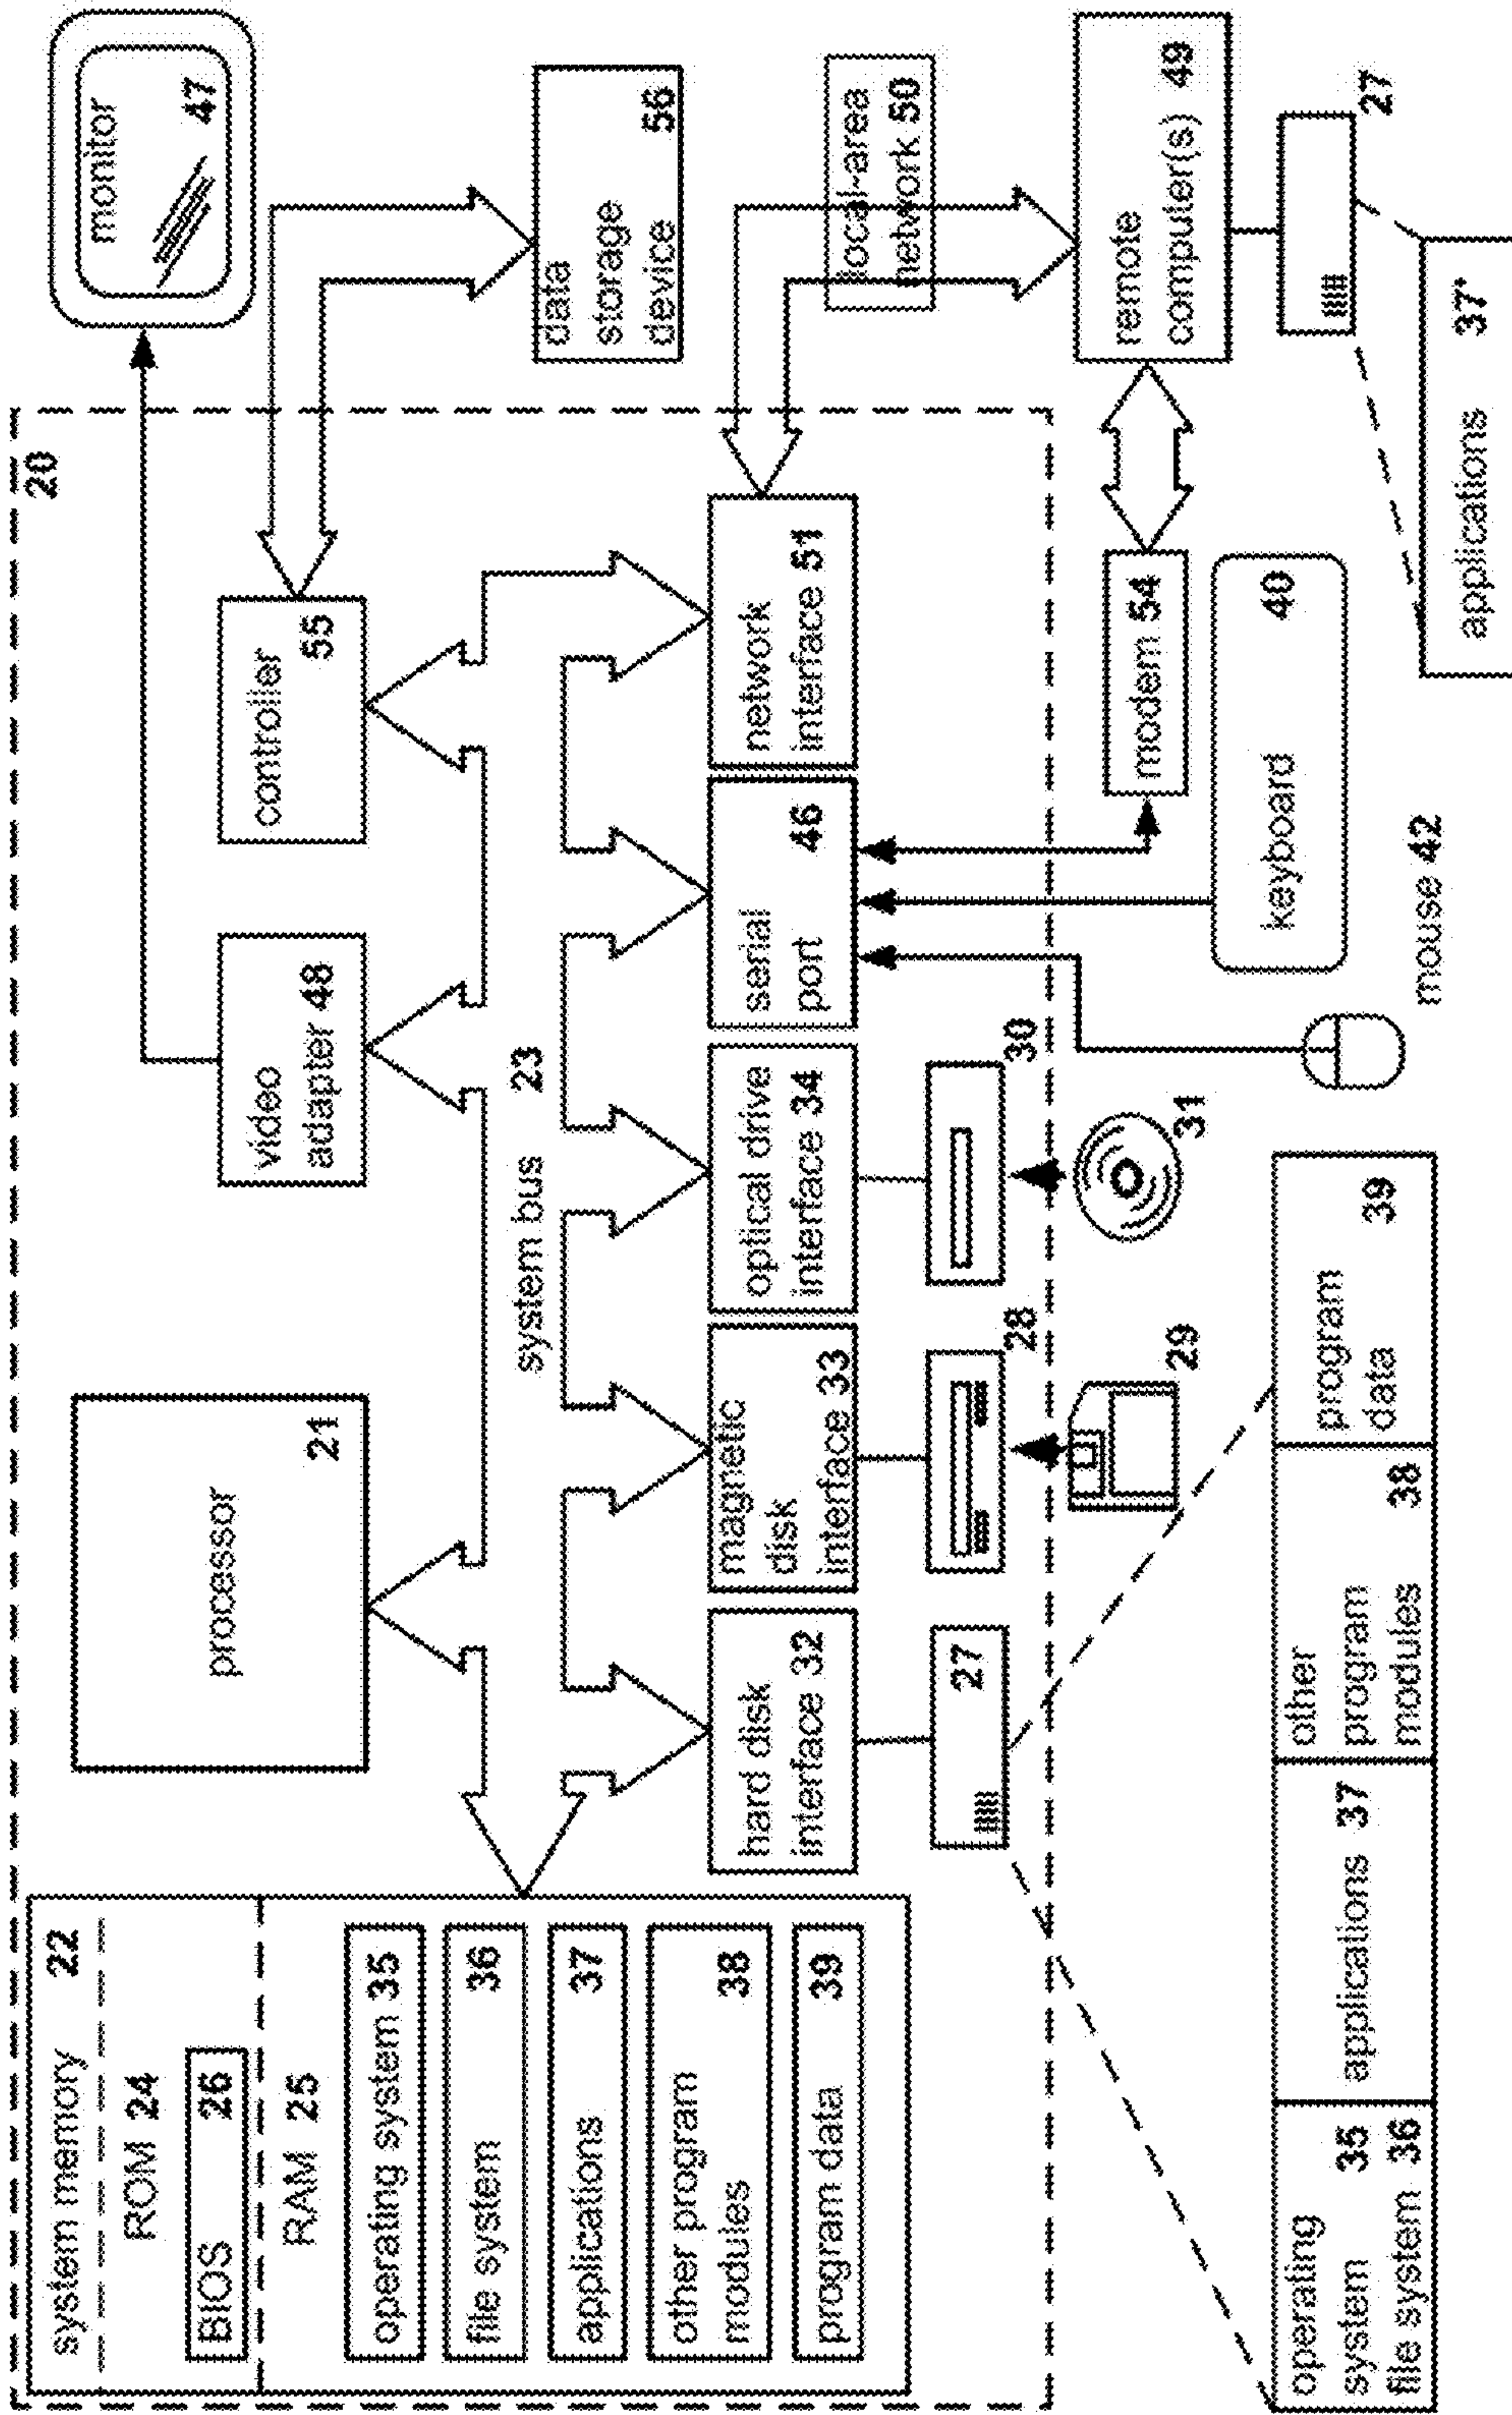 system memory 22
ROM 24
BIOS 26
RAM 25
operating system 35
file system 36
applications 37
other program
modules 38
program data 39
processor
21
video
adapter 48
controller
55
20
monitor
47
system bus 23
data
storage
device
56
hard disk
interface 32
magnetic
disk
interface 33
optical drive
interface 34
serial
port 46
network
interface 51
local-area
network 50
27
28
30
29
31
modem 54
remote
computer(s) 49
keyboard 40
mouse 42
27
operating
system 35
file system 36
applications 37
other
program
modules 38
program
data 39
applications 37'